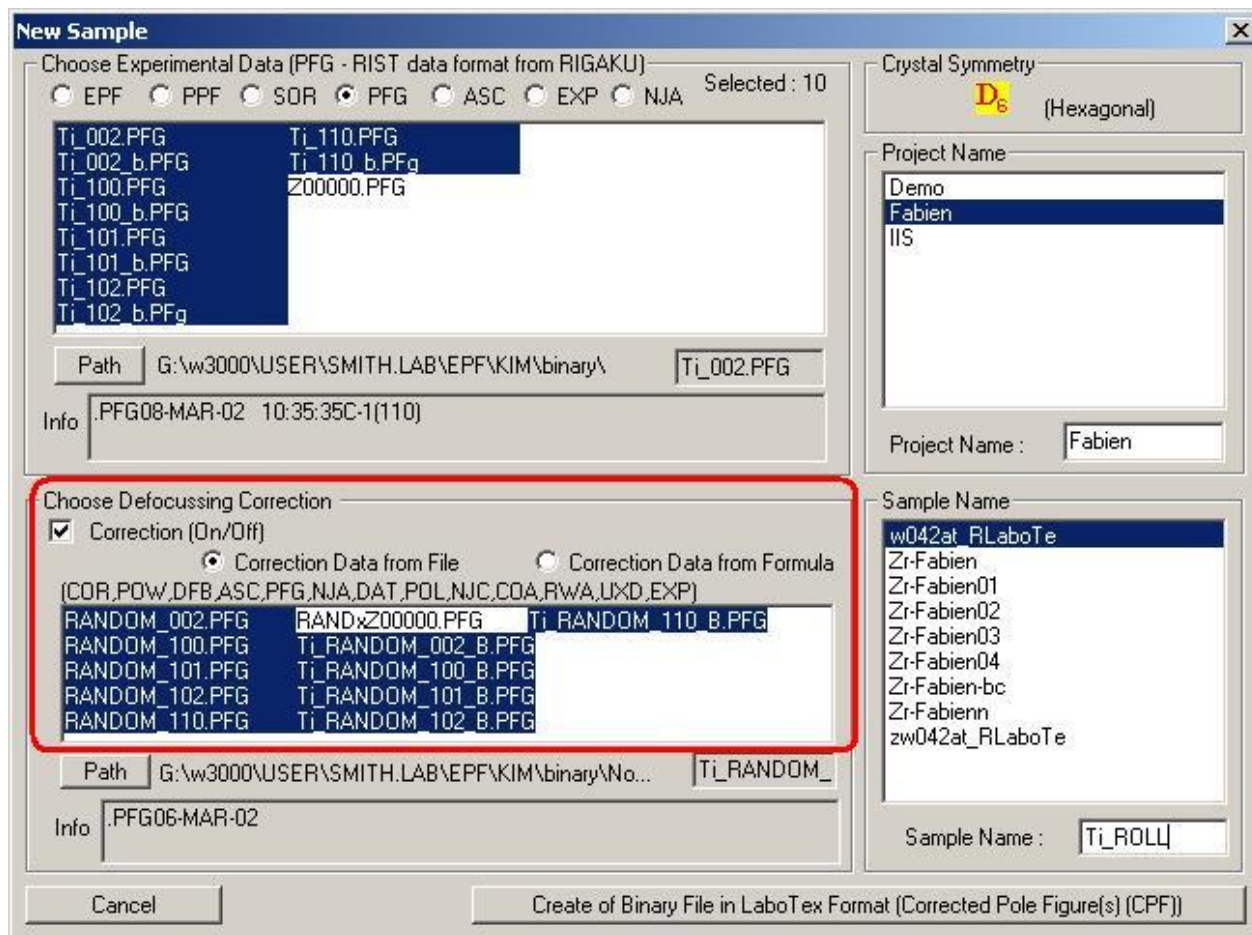 New Sample
Choose Experimental Data (PFG - RIST data format from RIGAKU)
EPF PPF SOR PFG ASC EXP NJA Selected : 10
Ti_002.PFG Ti_110.PFG
Ti_002_b.PFG Ti_110_b.PFg
Ti_100.PFG Z00000.PFG
Ti_100_b.PFG
Ti_101.PFG
Ti_101_b.PFG
Ti_102.PFG
Ti_102_b.PFg
Path G:\w3000\USER\SMITH.LAB\EPF\KIM\binary\ Ti_002.PFG
Info .PFG08-MAR-02 10:35:35C-1(110)
Crystal Symmetry
D6 (Hexagonal)
Project Name
Demo
Fabien
IIS
Project Name : Fabien
Choose Defocussing Correction
Correction (On/Off)
Correction Data from File Correction Data from Formula
(COR,POW,DFB,ASC,PFG,NJA,DAT,POL,NJC,COA,RWA,UXD,EXP)
RANDOM_002.PFG RANDxZ00000.PFG Ti_RANDOM_110_B.PFG
RANDOM_100.PFG Ti_RANDOM_002_B.PFG
RANDOM_101.PFG Ti_RANDOM_100_B.PFG
RANDOM_102.PFG Ti_RANDOM_101_B.PFG
RANDOM_110.PFG Ti_RANDOM_102_B.PFG
Path G:\w3000\USER\SMITH.LAB\EPF\KIM\binary\No... Ti_RANDOM_
Info .PFG06-MAR-02
Sample Name
w042at_RLaboTe
Zr-Fabien
Zr-Fabien01
Zr-Fabien02
Zr-Fabien03
Zr-Fabien04
Zr-Fabien-bc
Zr-Fabienn
zw042at_RLaboTe
Sample Name : Ti_ROLL
Cancel
Create of Binary File in LaboTex Format (Corrected Pole Figure(s) (CPF))